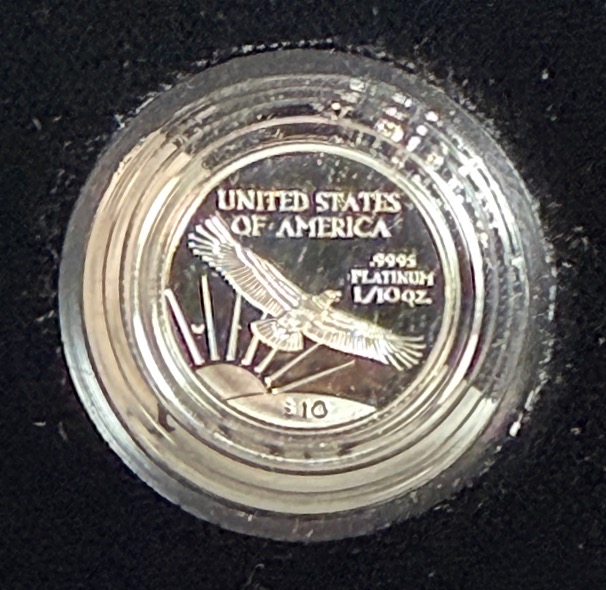 UNITED STATES
OF AMERICA
.9995
PLATINUM
1/10 OZ.
$10